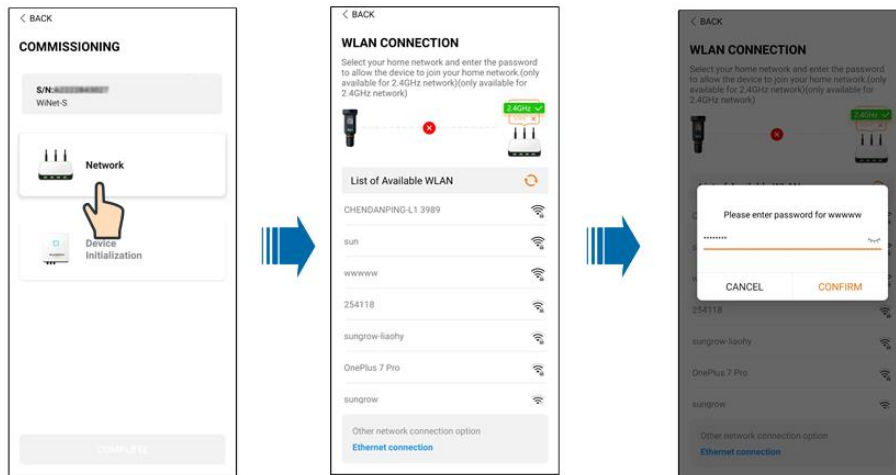 < BACK
COMMISSIONING
S/N:
WiNet-S
Network
Device
Initialization
COMPLETE
< BACK
WLAN CONNECTION
Select your home network and enter the password
to allow the device to join your home network.(only
available for 2.4GHz network)(only available for
2.4GHz network)
2.4GHz
List of Available WLAN
CHENDANPING-L1 3989
sun
wwwww
254118
sungrow-liaohy
OnePlus 7 Pro
sungrow
Other network connection option
Ethernet connection
< BACK
WLAN CONNECTION
Select your home network and enter the password
to allow the device to join your home network.(only
available for 2.4GHz network)(only available for
2.4GHz network)
2.4GHz
Please enter password for wwwww
........
CANCEL
CONFIRM
254118
sungrow-liaohy
OnePlus 7 Pro
sungrow
Other network connection option
Ethernet connection